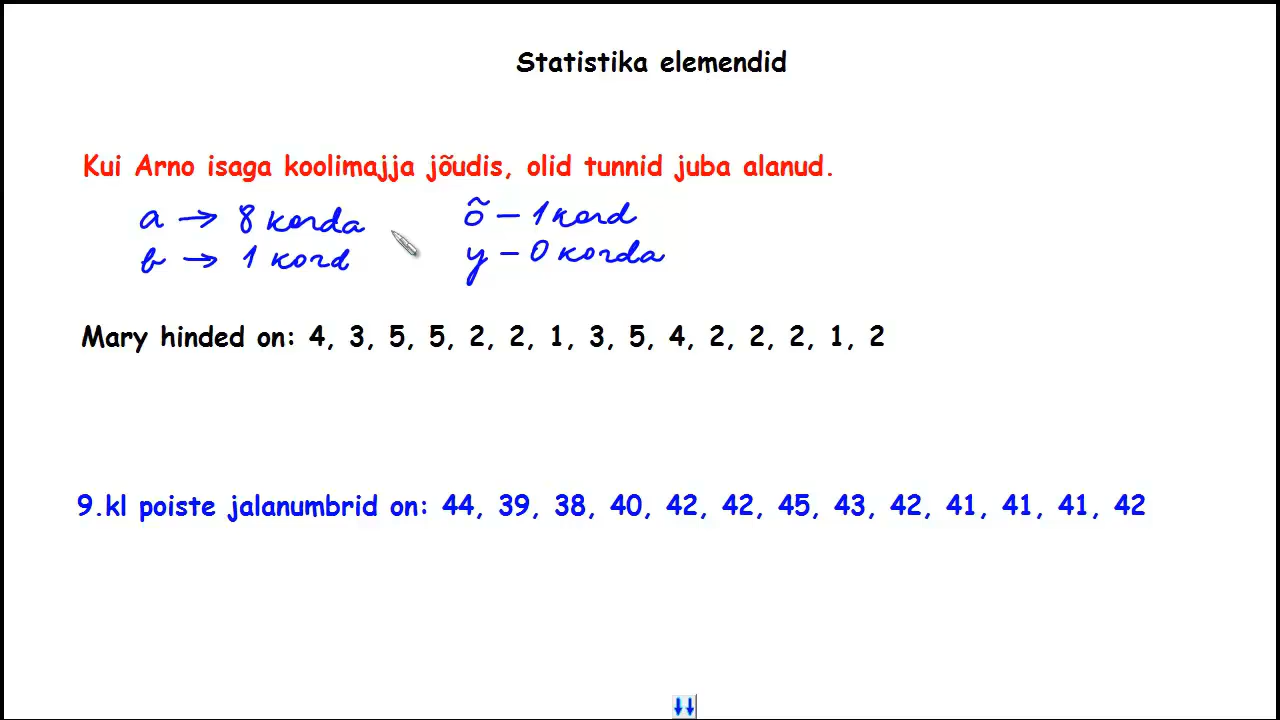 Statistika elemendid
Kui Arno isaga koolimajja jõudis, olid tunnid juba alanud.
a → 8 korda õ – 1 kord
b → 1 kord y – 0 korda
Mary hinded on: 4, 3, 5, 5, 2, 2, 1, 3, 5, 4, 2, 2, 2, 1, 2
9.kl poiste jalanumbrid on: 44, 39, 38, 40, 42, 42, 45, 43, 42, 41, 41, 41, 42